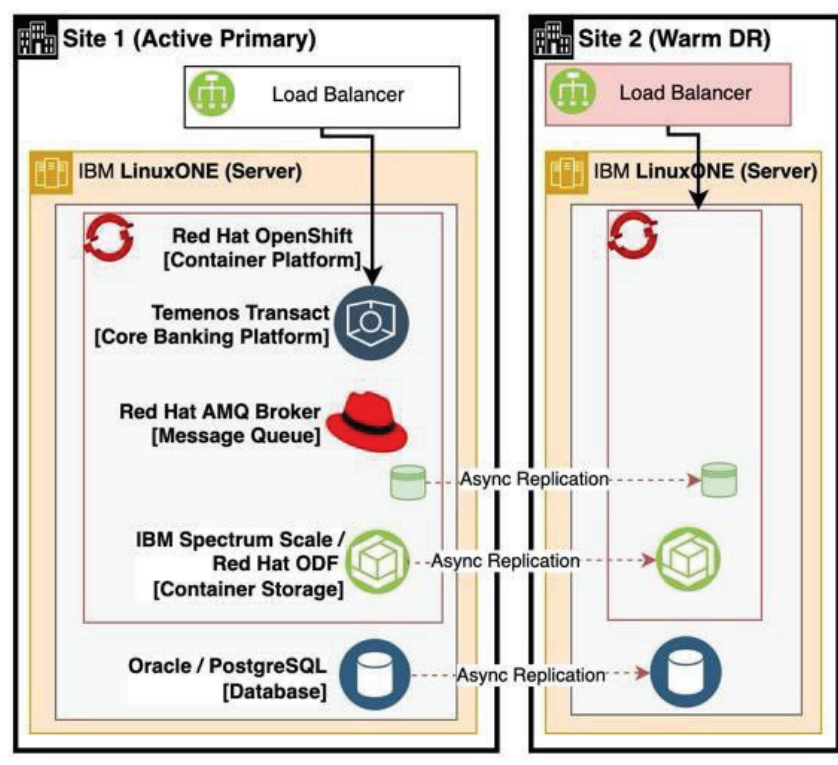 Site 1 (Active Primary)
Load Balancer
IBM LinuxONE (Server)
Red Hat OpenShift
[Container Platform]
Temenos Transact
[Core Banking Platform]
Red Hat AMQ Broker
[Message Queue]
Async Replication
IBM Spectrum Scale /
Red Hat ODF
[Container Storage]
Async Replication
Oracle / PostgreSQL
[Database]
Async Replication
Site 2 (Warm DR)
Load Balancer
IBM LinuxONE (Server)